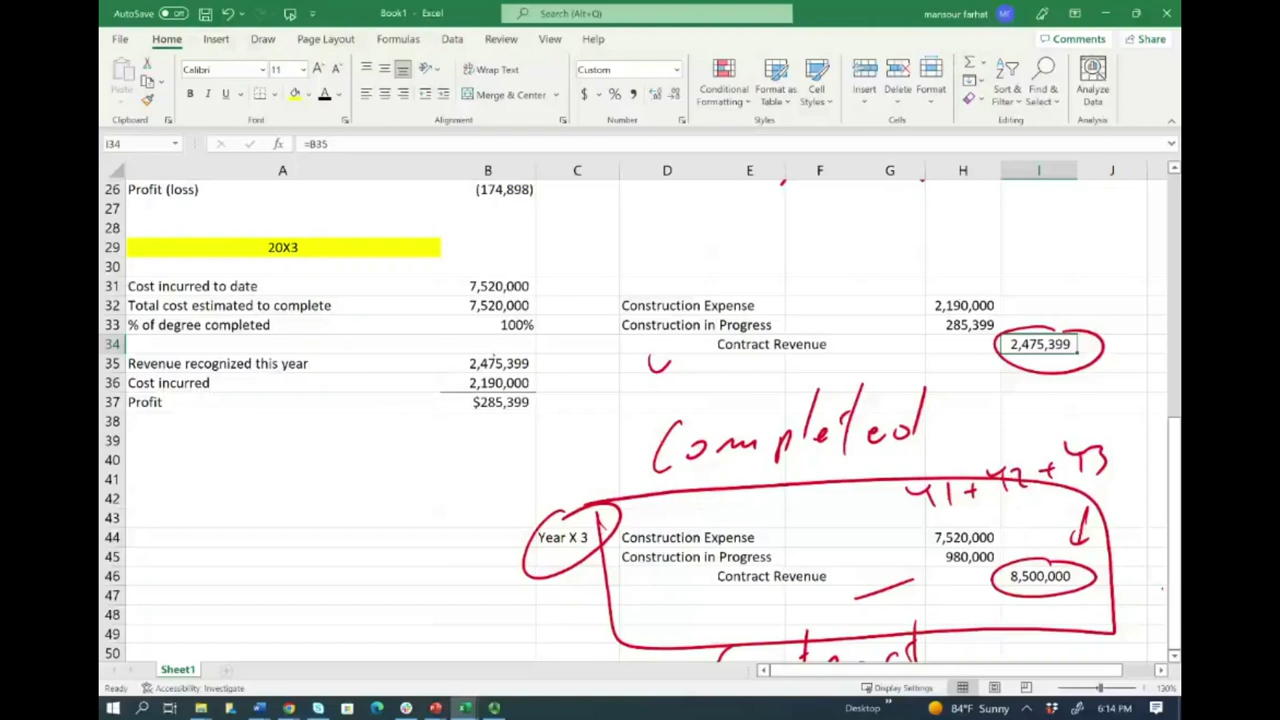 AutoSave Off Book1 - Excel Search (Alt+Q) mansour farhat MF
File Home Insert Draw Page Layout Formulas Data Review View Help Comments Share
Paste Calibri 11 A^ A˅ Wrap Text Custom Conditional Formatting Format as Table Cell Styles Insert Delete Format Sort & Filter Find & Select Analyze Data
B I U A Merge & Center $ % 9
Clipboard Font Alignment Number Styles Cells Editing Analysis
I34 fx =B35
A B C D E F G H I J
26 Profit (loss) (174,898)
27
28
29 20X3
30
31 Cost incurred to date 7,520,000
32 Total cost estimated to complete 7,520,000 Construction Expense 2,190,000
33 % of degree completed 100% Construction in Progress 285,399
34 Contract Revenue 2,475,399
35 Revenue recognized this year 2,475,399
36 Cost incurred 2,190,000
37 Profit $285,399
38
39 Completed
40
41
42 Y1 + Y2 + Y3
43
44 Year X 3 Construction Expense 7,520,000
45 Construction in Progress 980,000
46 Contract Revenue 8,500,000
47
48
49
50
Sheet1
Ready Accessibility: Investigate Display Settings 130%
Desktop 84°F Sunny 6:14 PM